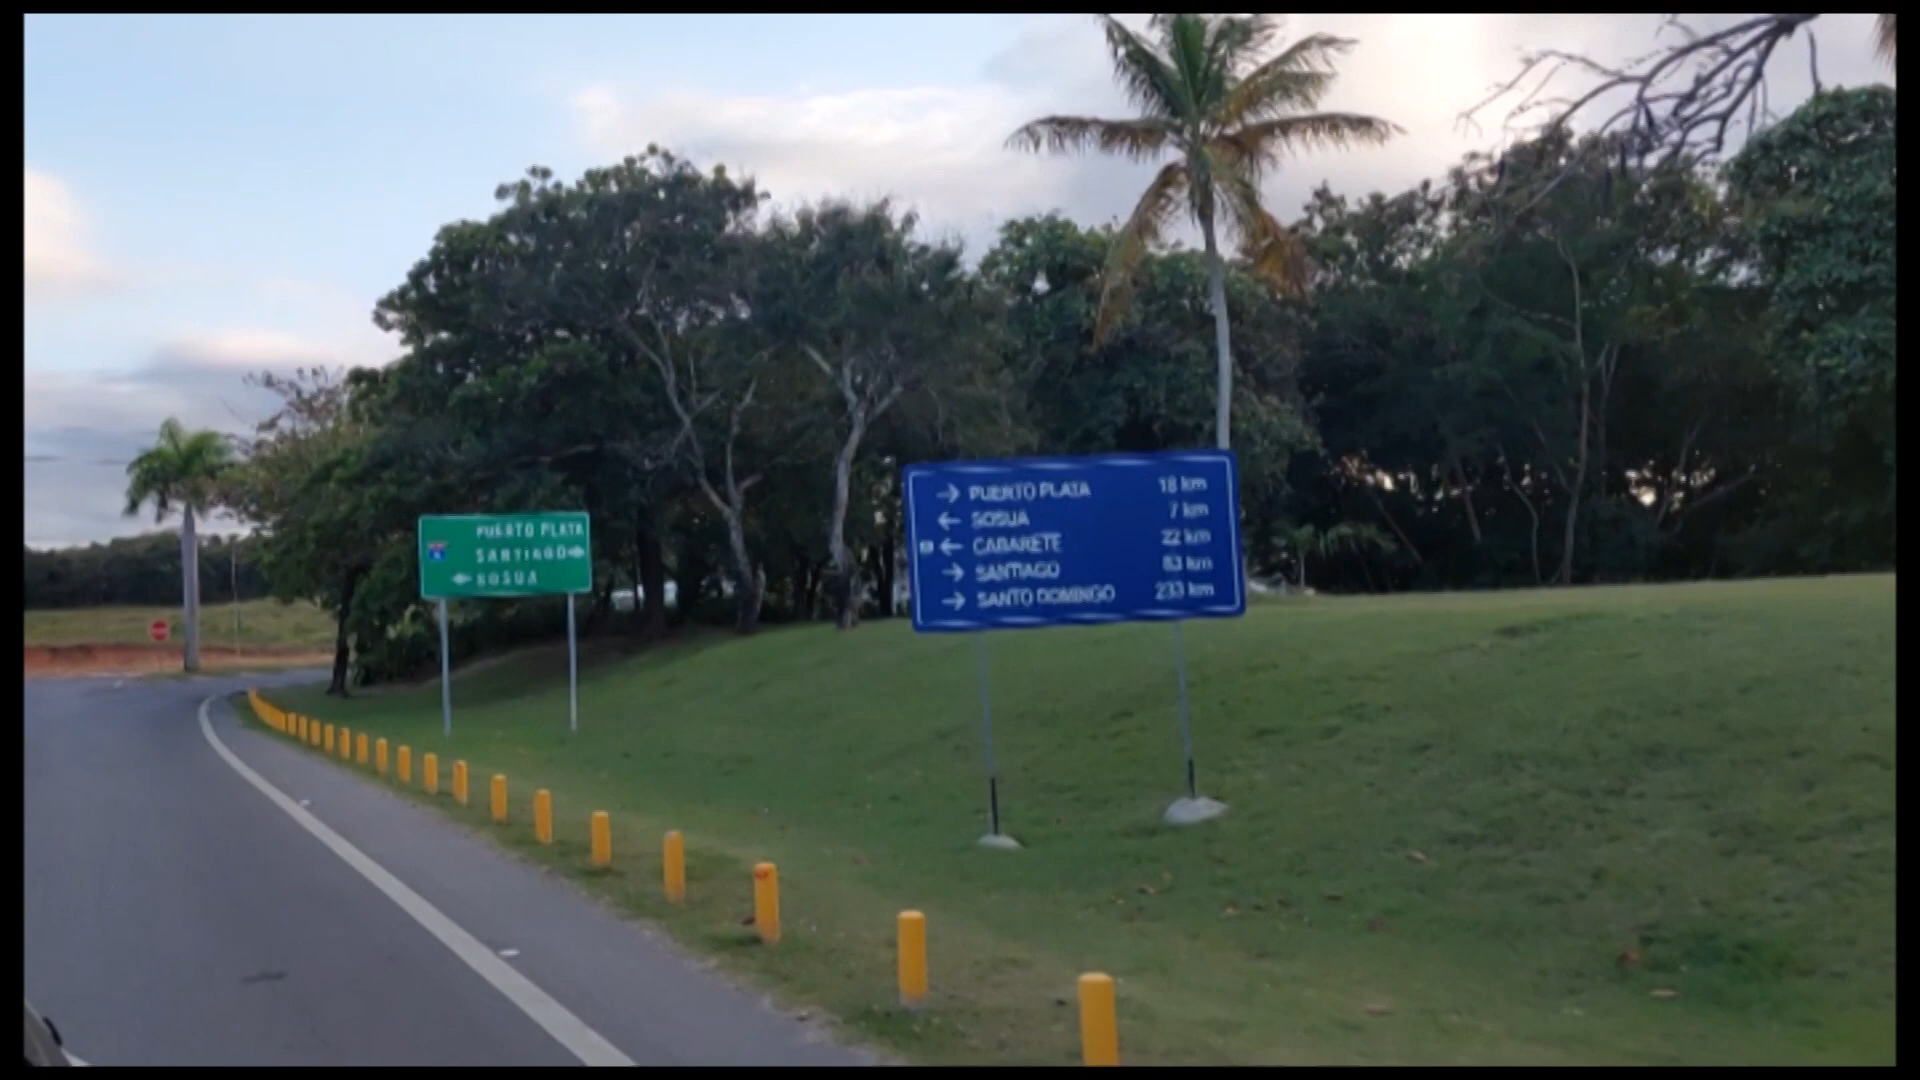 PUERTO PLATA
SANTIAGO
SOSUA
→ PUERTO PLATA 18 km
← SOSUA 7 km
← CABARETE 22 km
→ SANTIAGO 83 km
→ SANTO DOMINGO 233 km